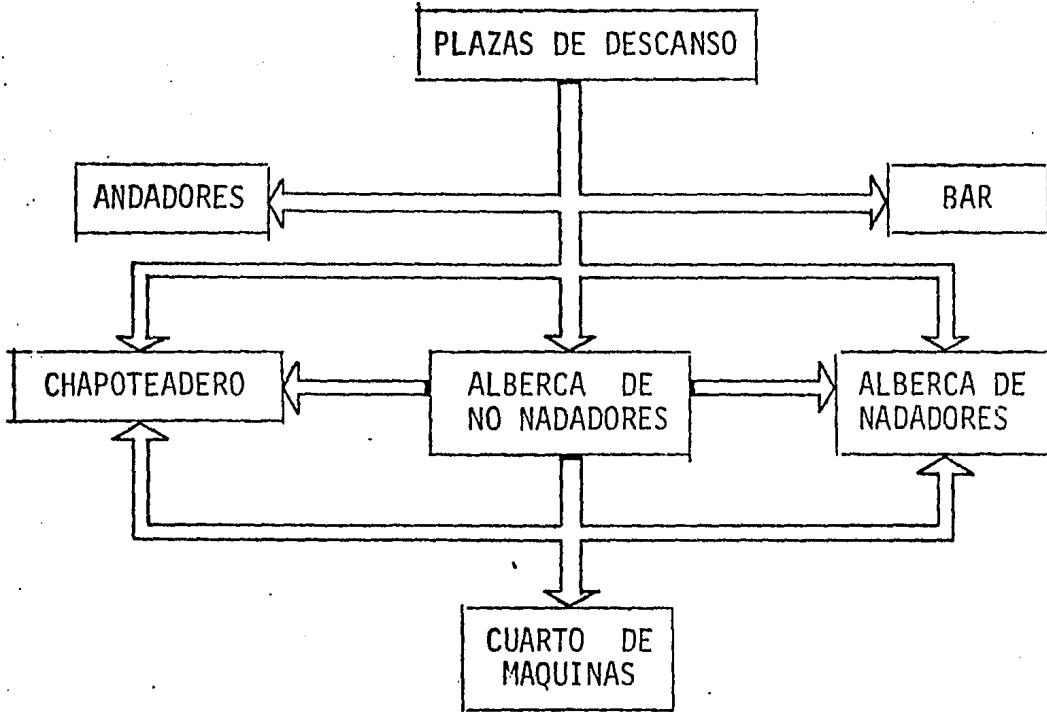 PLAZAS DE DESCANSO
ANDADORES
BAR
CHAPOTEADERO
ALBERCA DE
NO NADADORES
ALBERCA DE
NADADORES
CUARTO DE
MAQUINAS